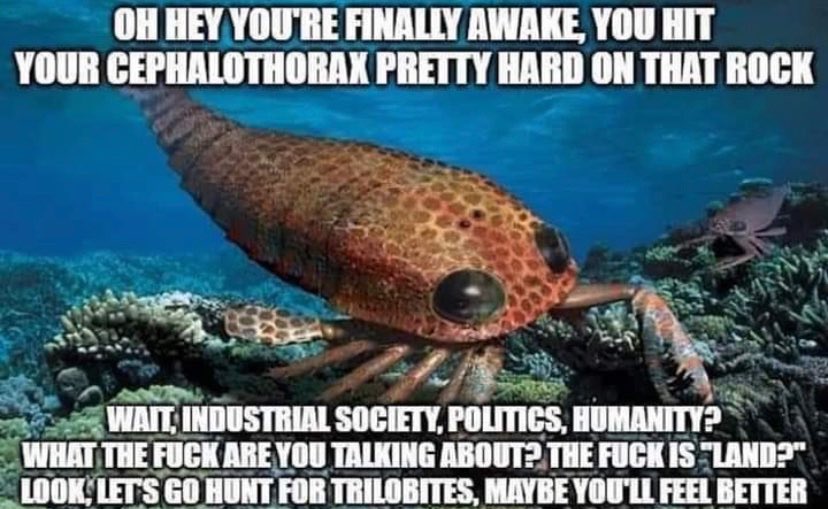 OH HEY YOU'RE FINALLY AWAKE, YOU HIT
YOUR CEPHALOTHORAX PRETTY HARD ON THAT ROCK
WAIT, INDUSTRIAL SOCIETY, POLITICS, HUMANITY?
WHAT THE FUCK ARE YOU TALKING ABOUT? THE FUCK IS "LAND?"
LOOK, LET'S GO HUNT FOR TRILOBITES, MAYBE YOU'LL FEEL BETTER